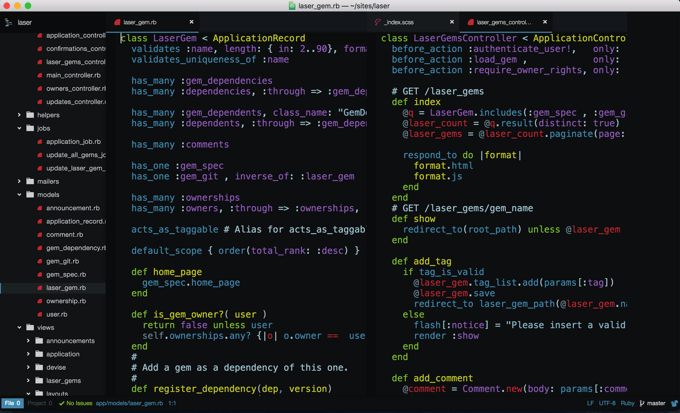 laser_gem.rb — ~/sites/laser
laser
application_controll
confirmations_contr
laser_gems_control
main_controller.rb
owners_controller.rb
updates_controller.r
helpers
jobs
application_job.rb
update_all_gems_jo
update_laser_gem_
mailers
models
announcement.rb
application_record.r
comment.rb
gem_dependency.rb
gem_git.rb
gem_spec.rb
laser_gem.rb
ownership.rb
user.rb
views
announcements
application
devise
laser_gems
layouts
laser_gem.rb
class LaserGem < ApplicationRecord
validates :name, length: { in: 2..90}, forma
validates_uniqueness_of :name
has_many :gem_dependencies
has_many :dependencies, :through => :gem_dep
has_many :gem_dependents, class_name: "GemDe
has_many :dependents, :through => :gem_depen
has_many :comments
has_one :gem_spec
has_one :gem_git , inverse_of: :laser_gem
has_many :ownerships
has_many :owners, :through => :ownerships,
acts_as_taggable # Alias for acts_as_taggabl
default_scope { order(total_rank: :desc) }
def home_page
gem_spec.home_page
end
def is_gem_owner?( user )
return false unless user
self.ownerships.any? {|o| o.owner == use
end
#
# Add a gem as a dependency of this one.
#
def register_dependency(dep, version)
_index.scss
laser_gems_control...
class LaserGemsController < ApplicationContro
before_action :authenticate_user!, only:
before_action :load_gem , only:
before_action :require_owner_rights, only:
# GET /laser_gems
def index
@q = LaserGem.includes(:gem_spec , :gem_g
@laser_count = @q.result(distinct: true)
@laser_gems = @laser_count.paginate(page:
respond_to do |format|
format.html
format.js
end
end
# GET /laser_gems/gem_name
def show
redirect_to(root_path) unless @laser_gem
end
def add_tag
if tag_is_valid
@laser_gem.tag_list.add(params[:tag])
@laser_gem.save
redirect_to laser_gem_path(@laser_gem.na
else
flash[:notice] = "Please insert a valid
render :show
end
end
def add_comment
@comment = Comment.new(body: params[:comme
File 0 Project 0 No Issues app/models/laser_gem.rb 1:1 LF UTF-8 Ruby master